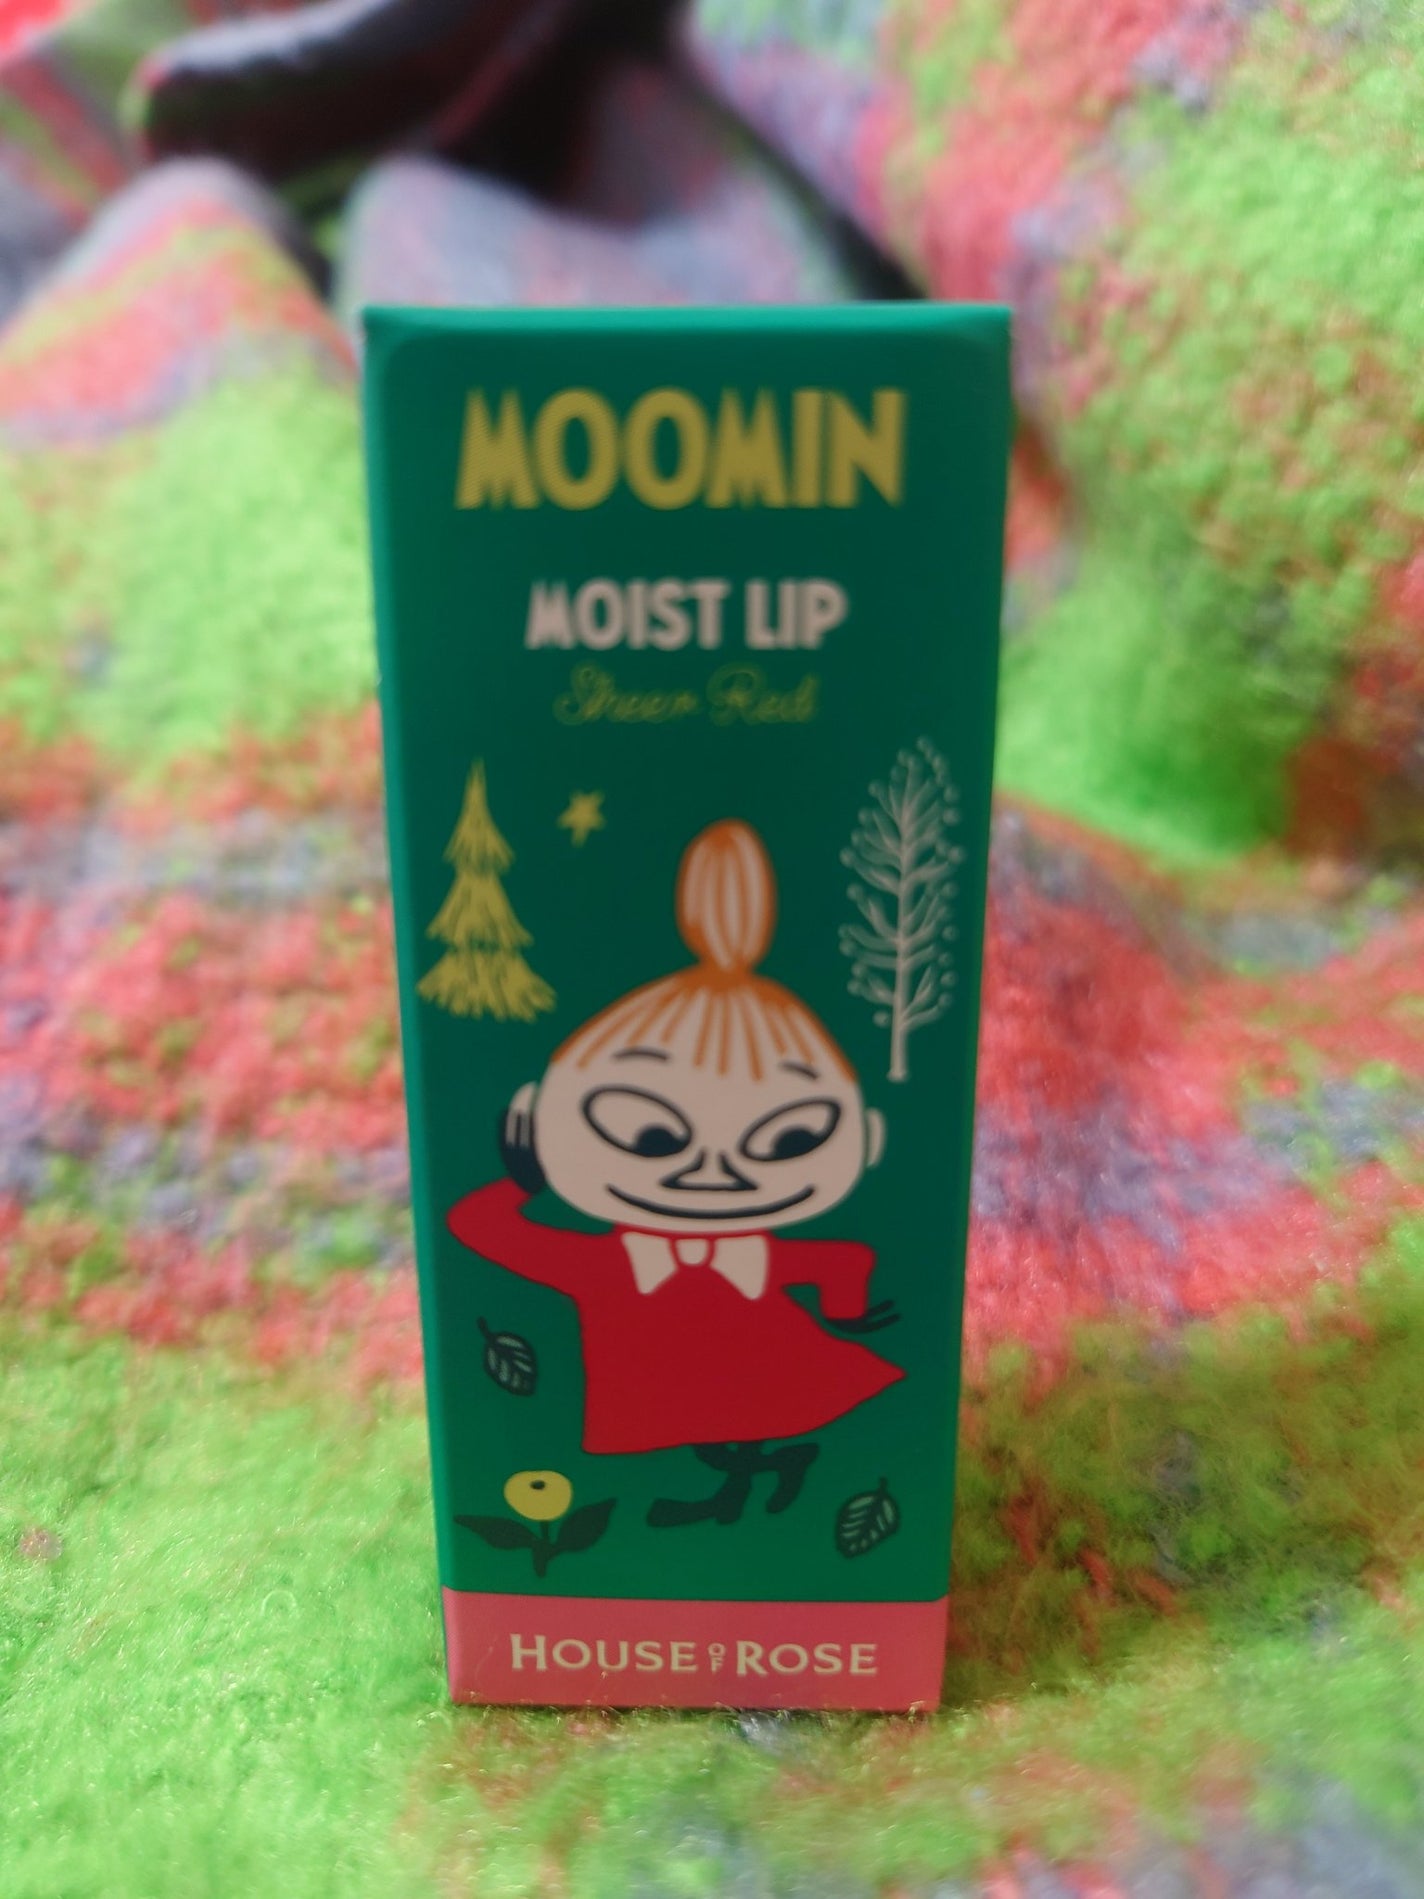 MOOMIN
MOIST LIP
Sheer Red
HOUSE OF ROSE